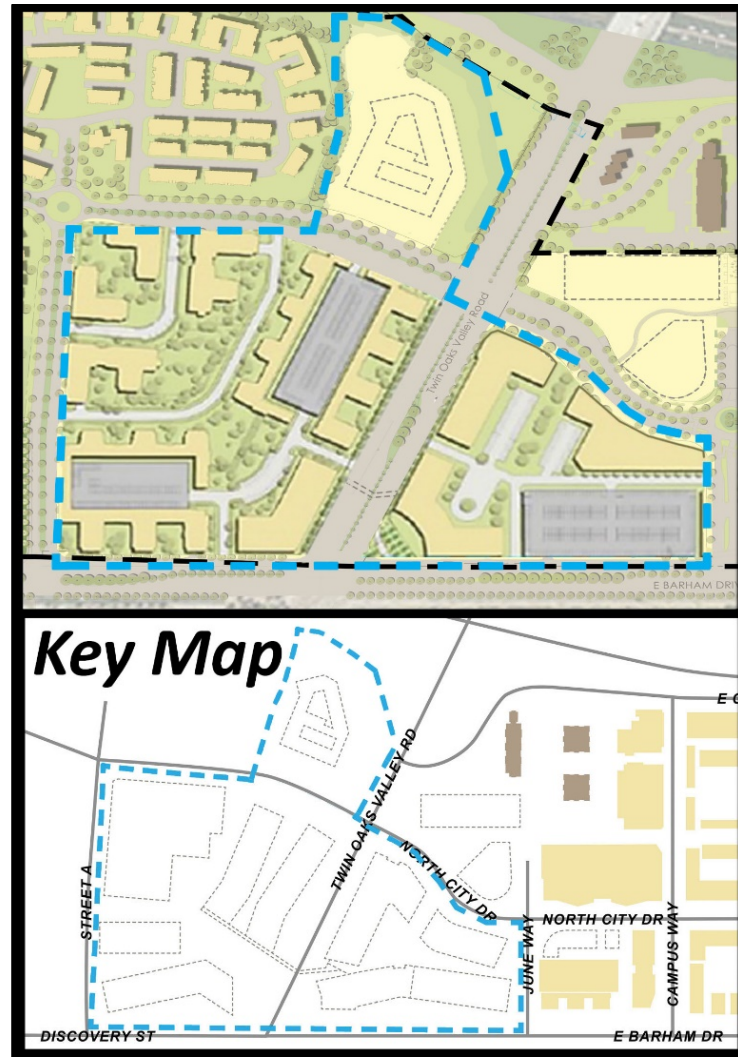 Twin Oaks Valley Road
E BARHAM DRI
Key Map
E C
TWIN OAKS VALLEY RD
NORTH CITY DR
STREET A
NORTH CITY DR
JUNE WAY
CAMPUS WAY
DISCOVERY ST
E BARHAM DR